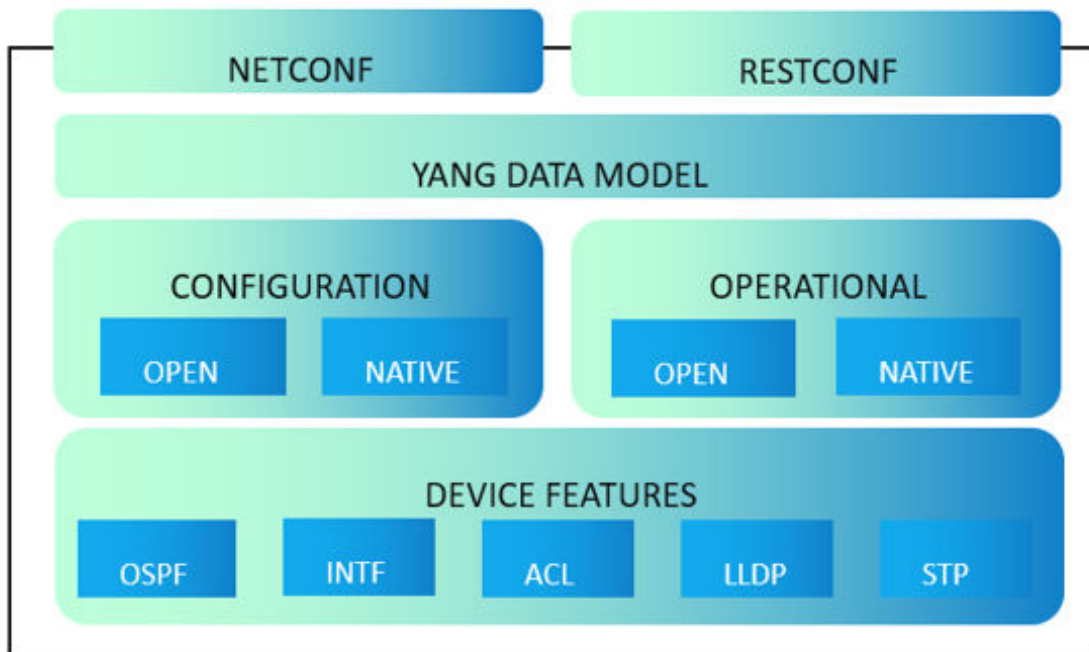 NETCONF RESTCONF
YANG DATA MODEL
CONFIGURATION OPERATIONAL
OPEN NATIVE OPEN NATIVE
DEVICE FEATURES
OSPF INTF ACL LLDP STP